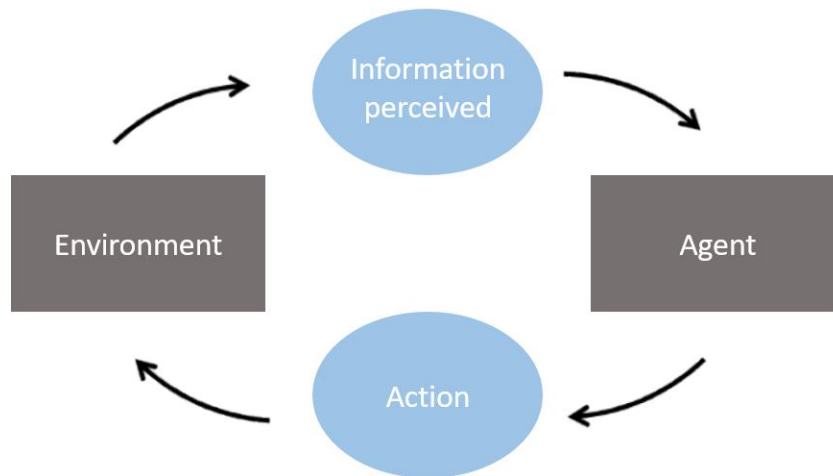 Information
perceived
Environment
Agent
Action